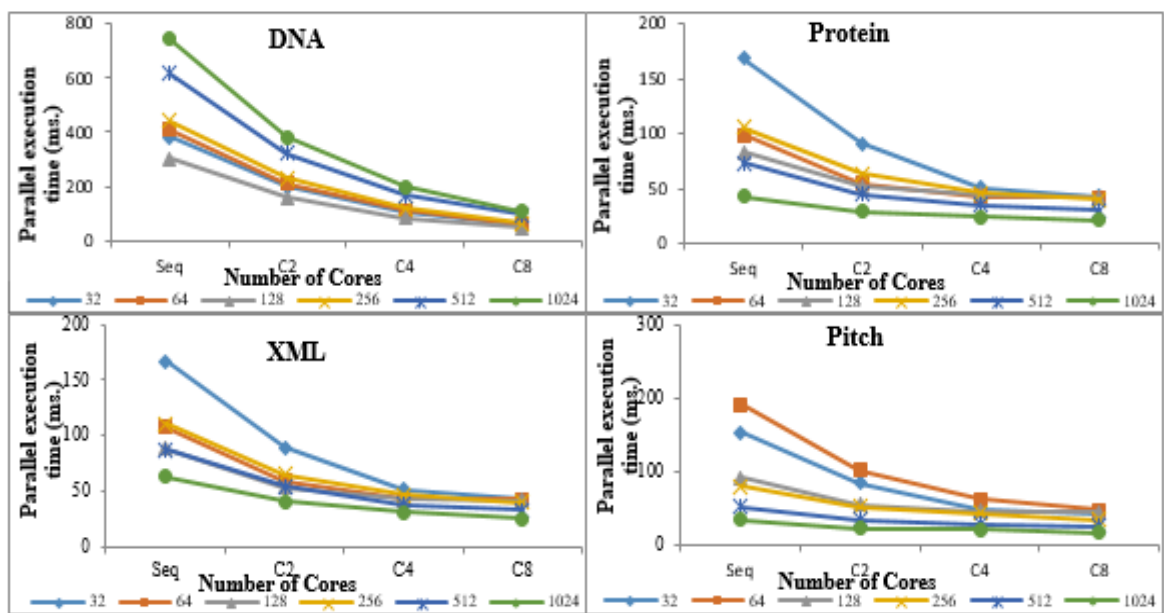 DNA
Parallel execution
time (ms.)
800
600
400
200
0
Seq C2 C4 C8
Number of Cores
32 64 128 256 512 1024
Protein
Parallel execution
time (ms.)
200
150
100
50
0
Seq C2 C4 C8
Number of Cores
32 64 128 256 512 1024
XML
Parallel execution
time (ms.)
200
150
100
50
0
Seq C2 C4 C8
Number of Cores
32 64 128 256 512 1024
Pitch
Parallel execution
time (ms.)
300
200
100
0
Seq C2 C4 C8
Number of Cores
32 64 128 256 512 1024